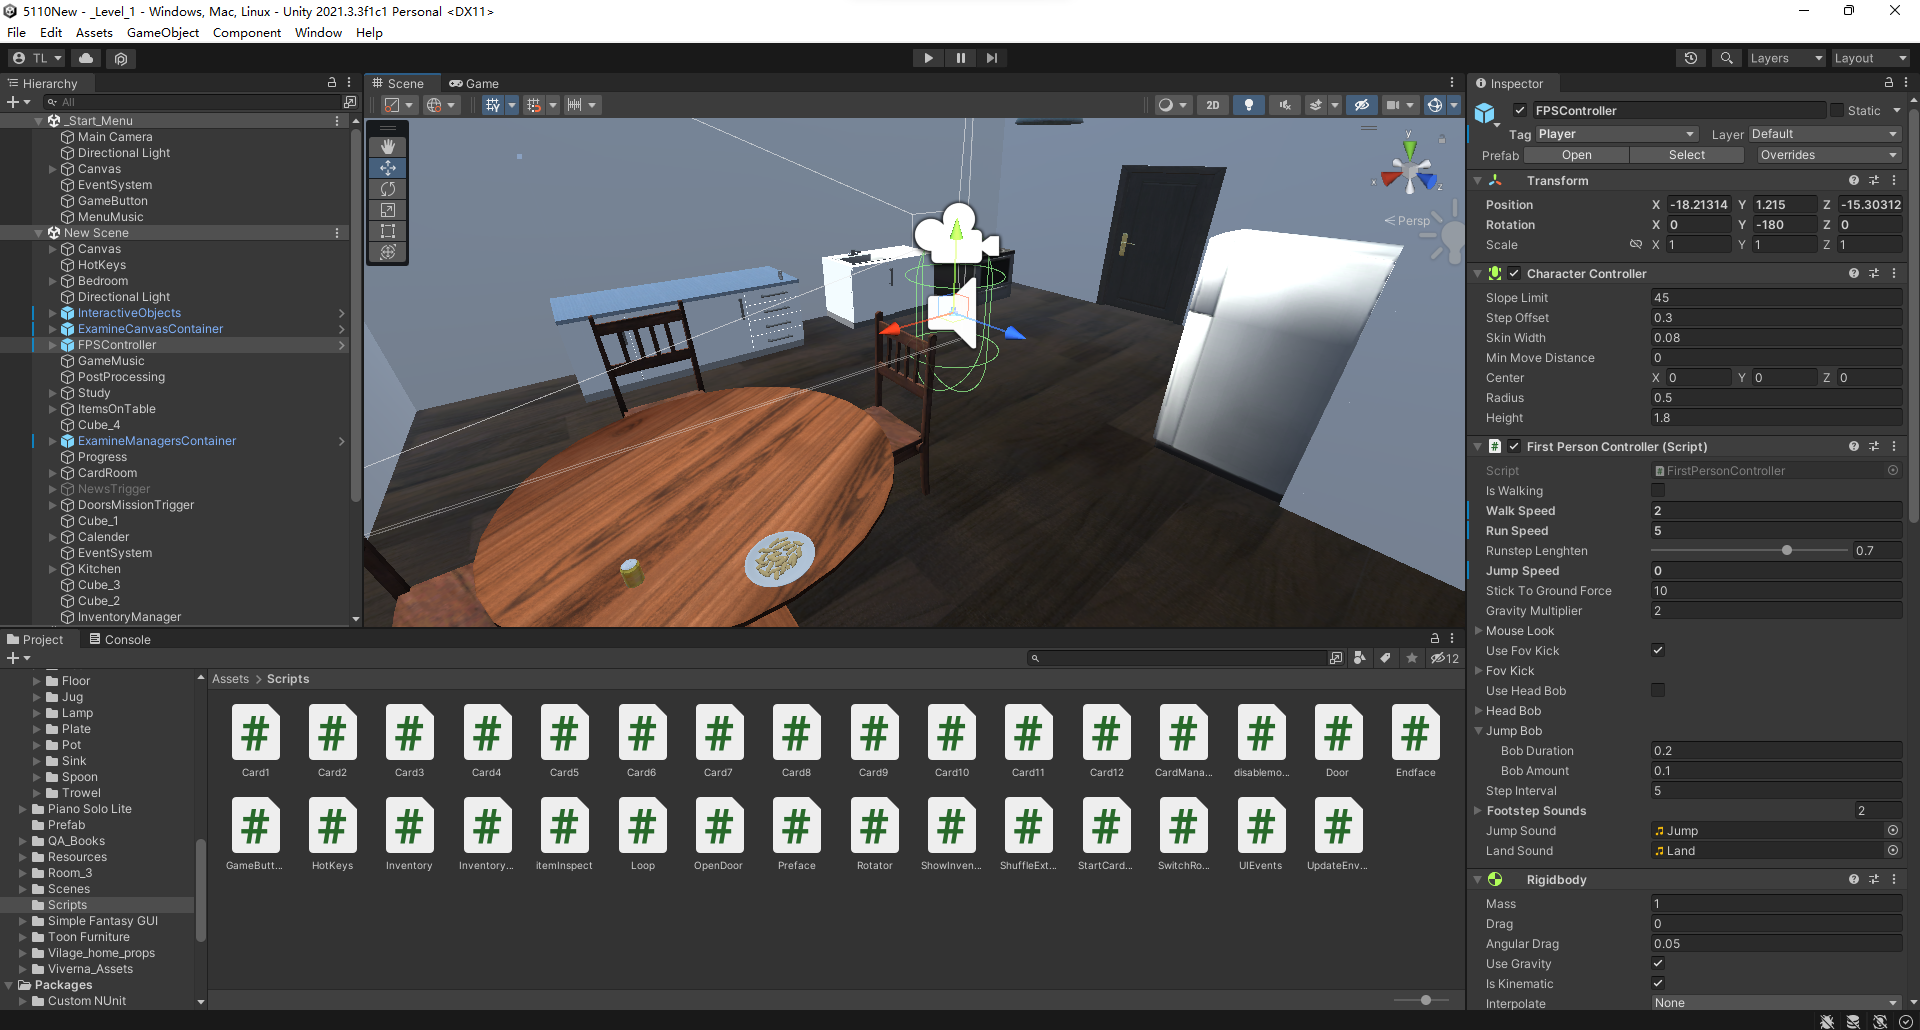 5110New - _Level_1 - Windows, Mac, Linux - Unity 2021.3.3f1c1 Personal <DX11>
File Edit Assets GameObject Component Window Help
TL
Layers
Layout
Hierarchy
All
_Start_Menu
Main Camera
Directional Light
Canvas
EventSystem
GameButton
MenuMusic
New Scene
Canvas
HotKeys
Bedroom
Directional Light
InteractiveObjects
ExamineCanvasContainer
FPSController
GameMusic
PostProcessing
Study
ItemsOnTable
Cube_4
ExamineManagersContainer
Progress
CardRoom
NewsTrigger
DoorsMissionTrigger
Cube_1
Calender
EventSystem
Kitchen
Cube_3
Cube_2
InventoryManager
Scene Game
2D
y
x
z
Persp
Inspector
FPSController
Static
Tag Player Layer Default
Prefab Open Select Overrides
Transform
Position X -18.21314 Y 1.215 Z -15.30312
Rotation X 0 Y -180 Z 0
Scale X 1 Y 1 Z 1
Character Controller
Slope Limit 45
Step Offset 0.3
Skin Width 0.08
Min Move Distance 0
Center X 0 Y 0 Z 0
Radius 0.5
Height 1.8
First Person Controller (Script)
Script FirstPersonController
Is Walking
Walk Speed 2
Run Speed 5
Runstep Lenghten 0.7
Jump Speed 0
Stick To Ground Force 10
Gravity Multiplier 2
Mouse Look
Use Fov Kick
Fov Kick
Use Head Bob
Head Bob
Jump Bob
Bob Duration 0.2
Bob Amount 0.1
Step Interval 5
Footstep Sounds 2
Jump Sound Jump
Land Sound Land
Rigidbody
Mass 1
Drag 0
Angular Drag 0.05
Use Gravity
Is Kinematic
Interpolate None
Project Console
12
Floor
Jug
Lamp
Plate
Pot
Sink
Spoon
Trowel
Piano Solo Lite
Prefab
QA_Books
Resources
Room_3
Scenes
Scripts
Simple Fantasy GUI
Toon Furniture
Vilage_home_props
Viverna_Assets
Packages
Custom NUnit
Assets > Scripts
Card1 Card2 Card3 Card4 Card5 Card6 Card7 Card8 Card9 Card10 Card11 Card12 CardMana... disablemo... Door Endface
GameButt... HotKeys Inventory Inventory... itemInspect Loop OpenDoor Preface Rotator ShowInven... ShuffleExt... StartCard... SwitchRo... UIEvents UpdateEnv...